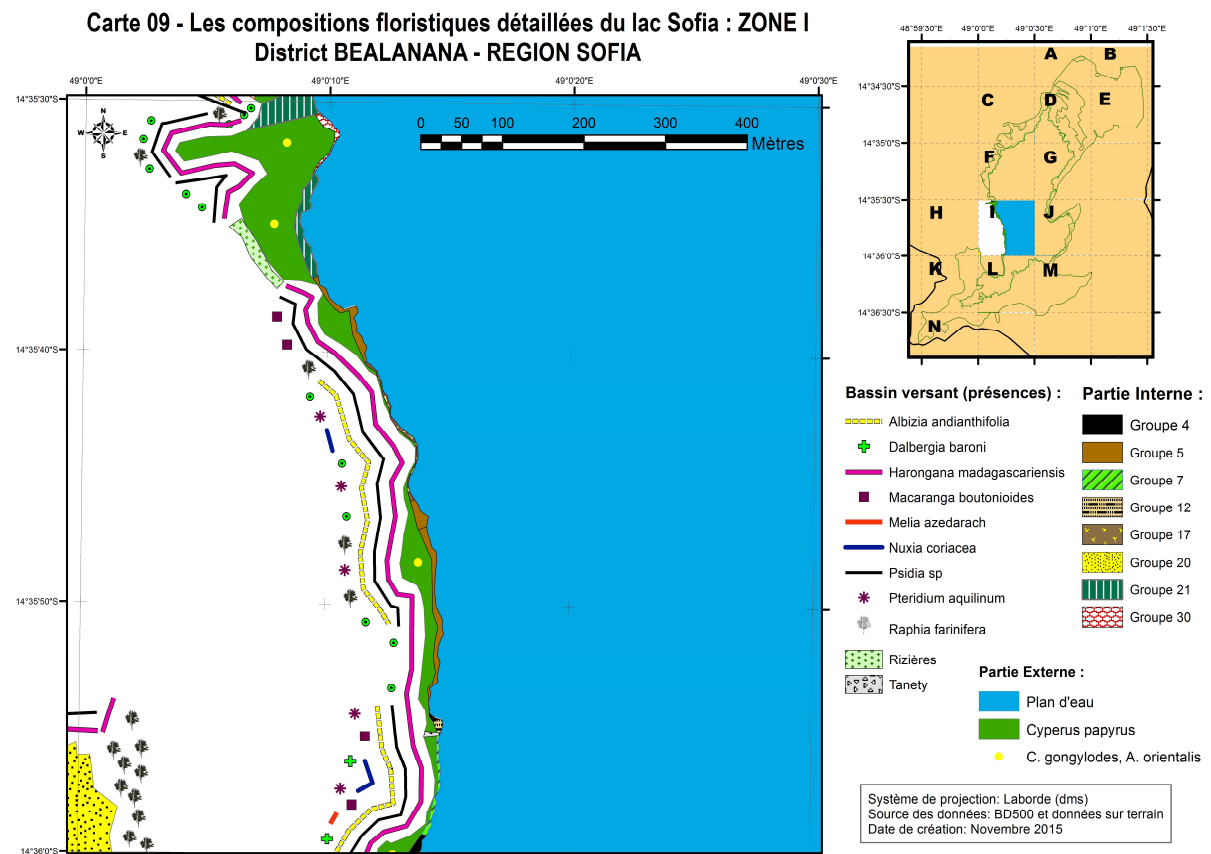 Carte 09 - Les compositions floristiques détaillées du lac Sofia : ZONE I
District BEALANANA - REGION SOFIA
49°0'0"E
49°0'10"E
49°0'20"E
49°0'30"E
14°35'30"S
14°35'40"S
14°35'50"S
14°36'0"S
N
W E
S
0 50 100 200 300 400
Mètres
48°59'30"E 49°0'0"E 49°0'30"E 49°1'0"E 49°1'30"E
14°34'30"S
14°35'0"S
14°35'30"S
14°36'0"S
14°36'30"S
A B
C D E
F G
H I J
K L M
N
Bassin versant (présences) :
Albizia andianthifolia
Dalbergia baroni
Harongana madagascariensis
Macaranga boutonioides
Melia azedarach
Nuxia coriacea
Psidia sp
Pteridium aquilinum
Raphia farinifera
Rizières
Tanety
Partie Interne :
Groupe 4
Groupe 5
Groupe 7
Groupe 12
Groupe 17
Groupe 20
Groupe 21
Groupe 30
Partie Externe :
Plan d'eau
Cyperus papyrus
C. gongylodes, A. orientalis
Système de projection: Laborde (dms)
Source des données: BD500 et données sur terrain
Date de création: Novembre 2015